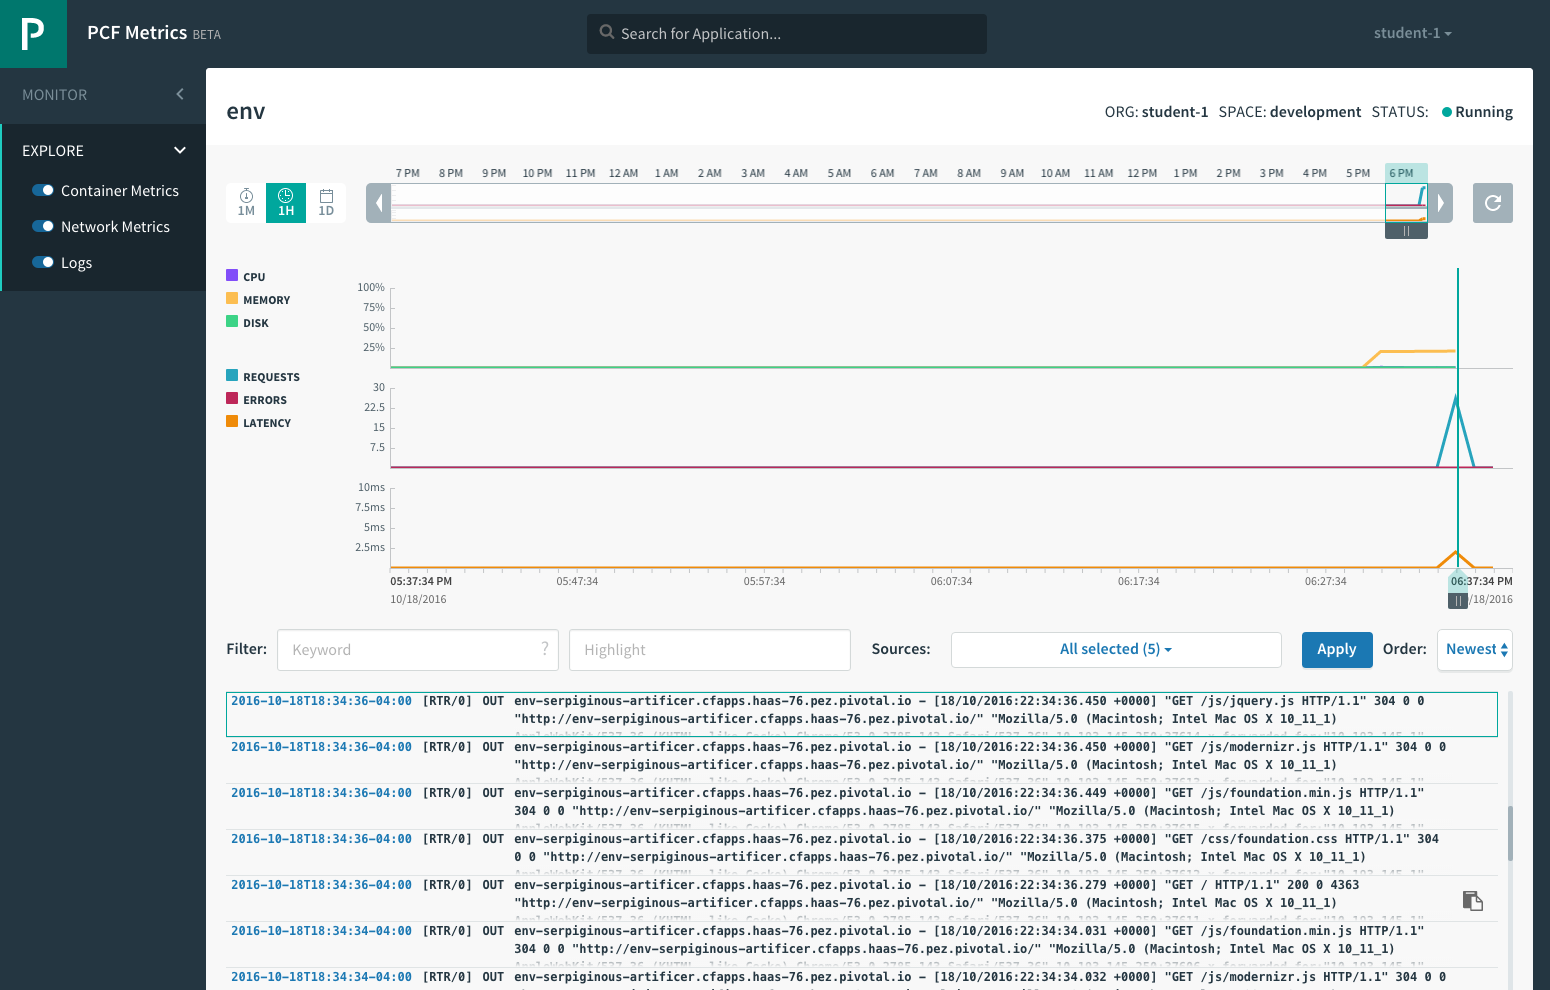 P
PCF Metrics BETA
Search for Application...
student-1
MONITOR
EXPLORE
Container Metrics
Network Metrics
Logs
env
ORG: student-1 SPACE: development STATUS: Running
7 PM 8 PM 9 PM 10 PM 11 PM 12 AM 1 AM 2 AM 3 AM 4 AM 5 AM 6 AM 7 AM 8 AM 9 AM 10 AM 11 AM 12 PM 1 PM 2 PM 3 PM 4 PM 5 PM 6 PM
1M 1H 1D
CPU
MEMORY
DISK
100%
75%
50%
25%
REQUESTS
ERRORS
LATENCY
30
22.5
15
7.5
10ms
7.5ms
5ms
2.5ms
05:37:34 PM 05:47:34 05:57:34 06:07:34 06:17:34 06:27:34 06:37:34 PM
10/18/2016 /18/2016
Filter: Keyword ? Highlight Sources: All selected (5) Apply Order: Newest
2016-10-18T18:34:36-04:00 [RTR/0] OUT env-serpiginous-artificer.cfapps.haas-76.pez.pivotal.io - [18/10/2016:22:34:36.450 +0000] "GET /js/jquery.js HTTP/1.1" 304 0 0
"http://env-serpiginous-artificer.cfapps.haas-76.pez.pivotal.io/" "Mozilla/5.0 (Macintosh; Intel Mac OS X 10_11_1)
2016-10-18T18:34:36-04:00 [RTR/0] OUT env-serpiginous-artificer.cfapps.haas-76.pez.pivotal.io - [18/10/2016:22:34:36.450 +0000] "GET /js/modernizr.js HTTP/1.1" 304 0 0
"http://env-serpiginous-artificer.cfapps.haas-76.pez.pivotal.io/" "Mozilla/5.0 (Macintosh; Intel Mac OS X 10_11_1)
2016-10-18T18:34:36-04:00 [RTR/0] OUT env-serpiginous-artificer.cfapps.haas-76.pez.pivotal.io - [18/10/2016:22:34:36.449 +0000] "GET /js/foundation.min.js HTTP/1.1"
304 0 0 "http://env-serpiginous-artificer.cfapps.haas-76.pez.pivotal.io/" "Mozilla/5.0 (Macintosh; Intel Mac OS X 10_11_1)
2016-10-18T18:34:36-04:00 [RTR/0] OUT env-serpiginous-artificer.cfapps.haas-76.pez.pivotal.io - [18/10/2016:22:34:36.375 +0000] "GET /css/foundation.css HTTP/1.1" 304
0 0 "http://env-serpiginous-artificer.cfapps.haas-76.pez.pivotal.io/" "Mozilla/5.0 (Macintosh; Intel Mac OS X 10_11_1)
2016-10-18T18:34:36-04:00 [RTR/0] OUT env-serpiginous-artificer.cfapps.haas-76.pez.pivotal.io - [18/10/2016:22:34:36.279 +0000] "GET / HTTP/1.1" 200 0 4363
"http://env-serpiginous-artificer.cfapps.haas-76.pez.pivotal.io/" "Mozilla/5.0 (Macintosh; Intel Mac OS X 10_11_1)
2016-10-18T18:34:34-04:00 [RTR/0] OUT env-serpiginous-artificer.cfapps.haas-76.pez.pivotal.io - [18/10/2016:22:34:34.031 +0000] "GET /js/foundation.min.js HTTP/1.1"
304 0 0 "http://env-serpiginous-artificer.cfapps.haas-76.pez.pivotal.io/" "Mozilla/5.0 (Macintosh; Intel Mac OS X 10_11_1)
2016-10-18T18:34:34-04:00 [RTR/0] OUT env-serpiginous-artificer.cfapps.haas-76.pez.pivotal.io - [18/10/2016:22:34:34.032 +0000] "GET /js/modernizr.js HTTP/1.1" 304 0 0